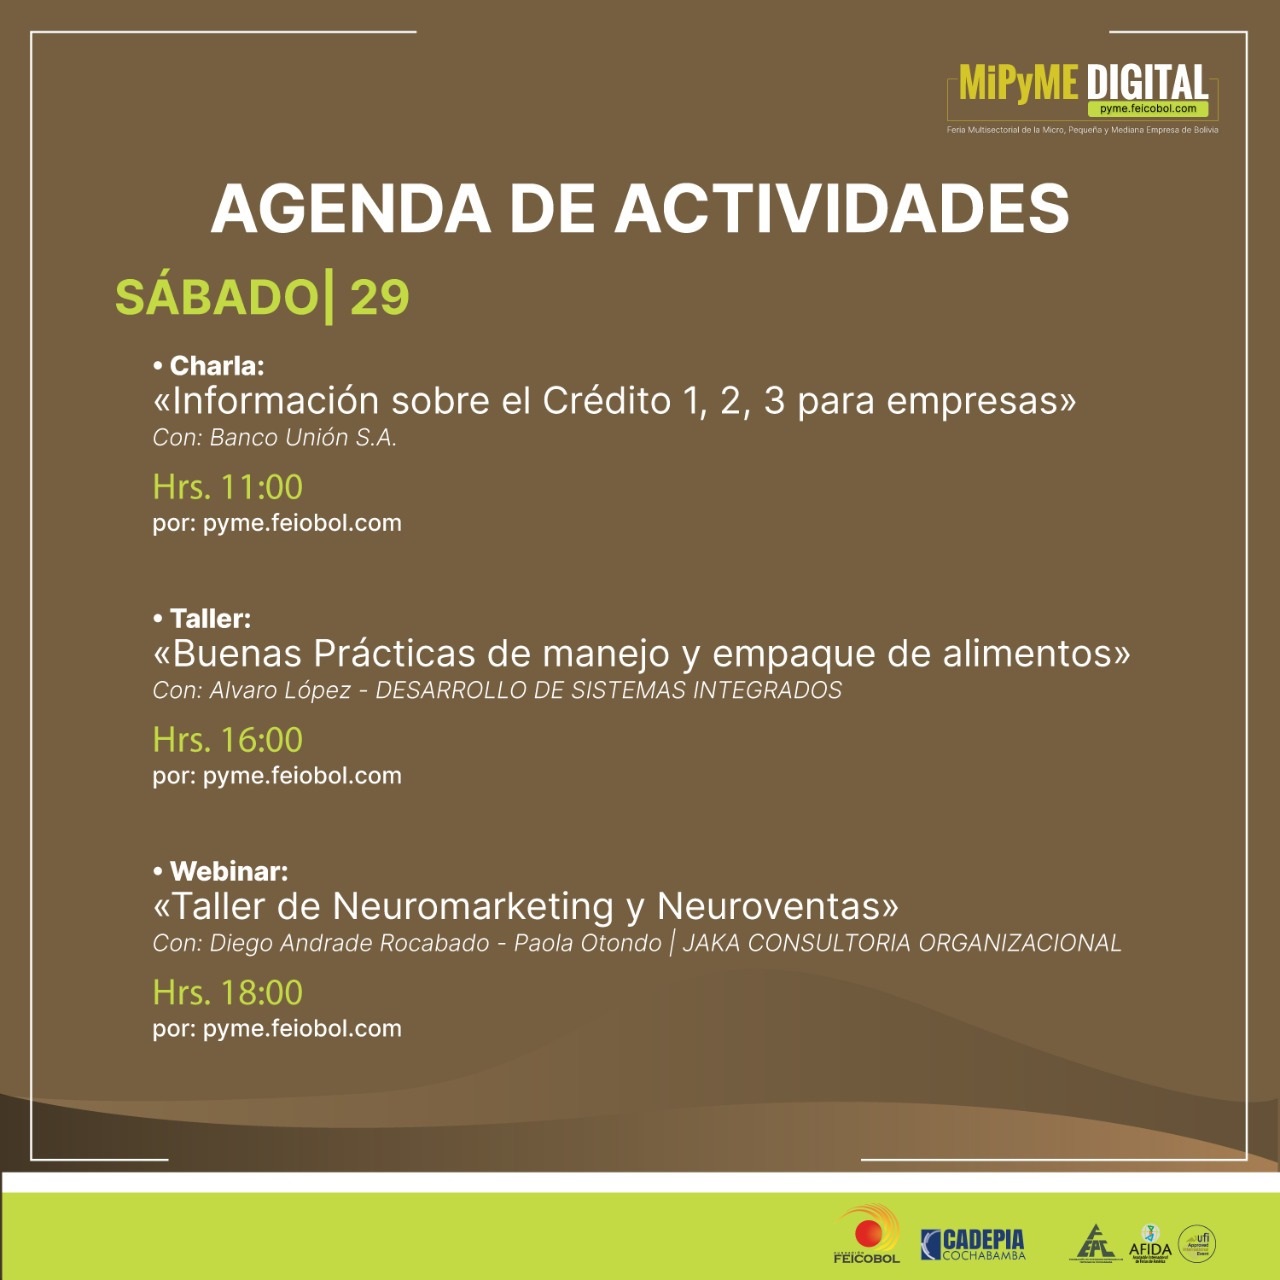 MiPyME DIGITAL
pyme.feicobol.com
Feria Multisectorial de la Micro, Pequeña y Mediana Empresa de Bolivia
AGENDA DE ACTIVIDADES
SÁBADO| 29
• Charla:
«Información sobre el Crédito 1, 2, 3 para empresas»
Con: Banco Unión S.A.
Hrs. 11:00
por: pyme.feiobol.com
• Taller:
«Buenas Prácticas de manejo y empaque de alimentos»
Con: Alvaro López - DESARROLLO DE SISTEMAS INTEGRADOS
Hrs. 16:00
por: pyme.feiobol.com
• Webinar:
«Taller de Neuromarketing y Neuroventas»
Con: Diego Andrade Rocabado - Paola Otondo | JAKA CONSULTORIA ORGANIZACIONAL
Hrs. 18:00
por: pyme.feiobol.com
FEICOBOL
CADEPIA
COCHABAMBA
AFIDA
ufi
Approved
International
Event